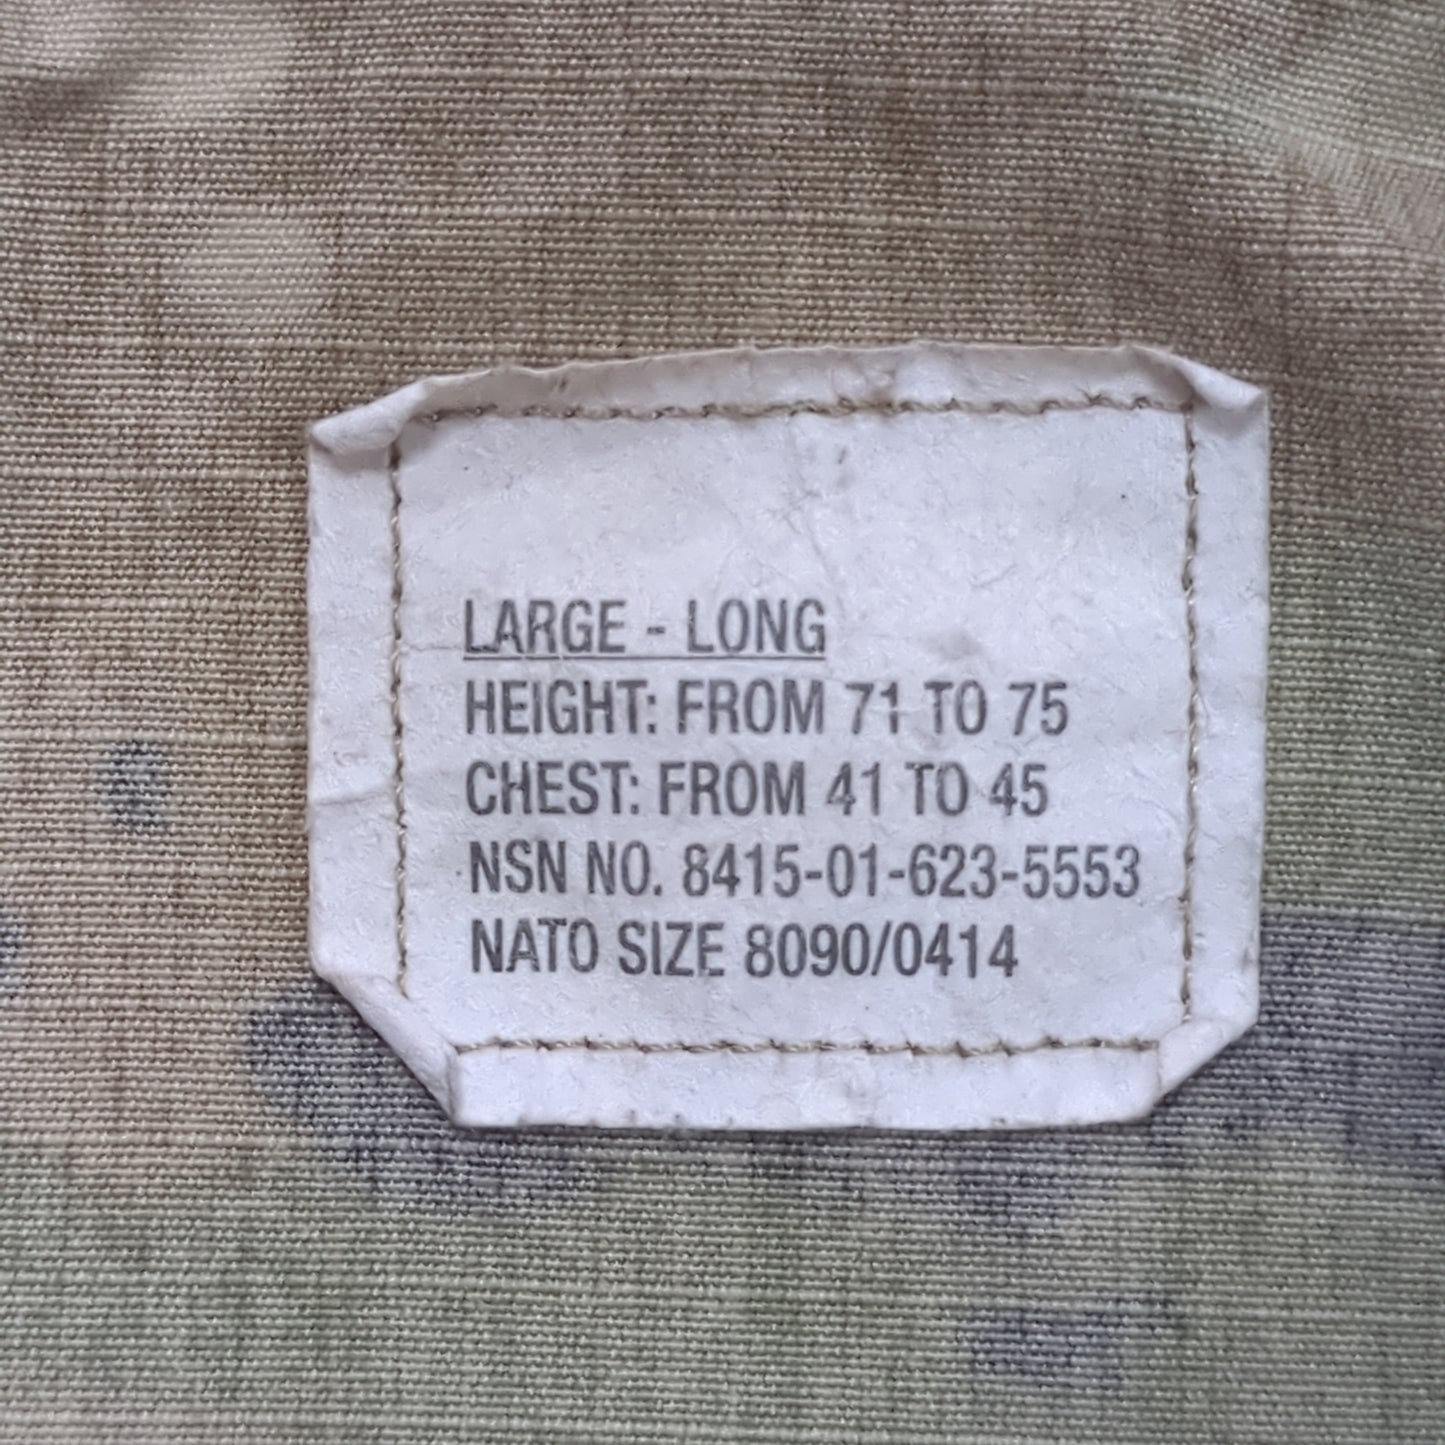 LARGE - LONG
HEIGHT: FROM 71 TO 75
CHEST: FROM 41 TO 45
NSN NO. 8415-01-623-5553
NATO SIZE 8090/0414